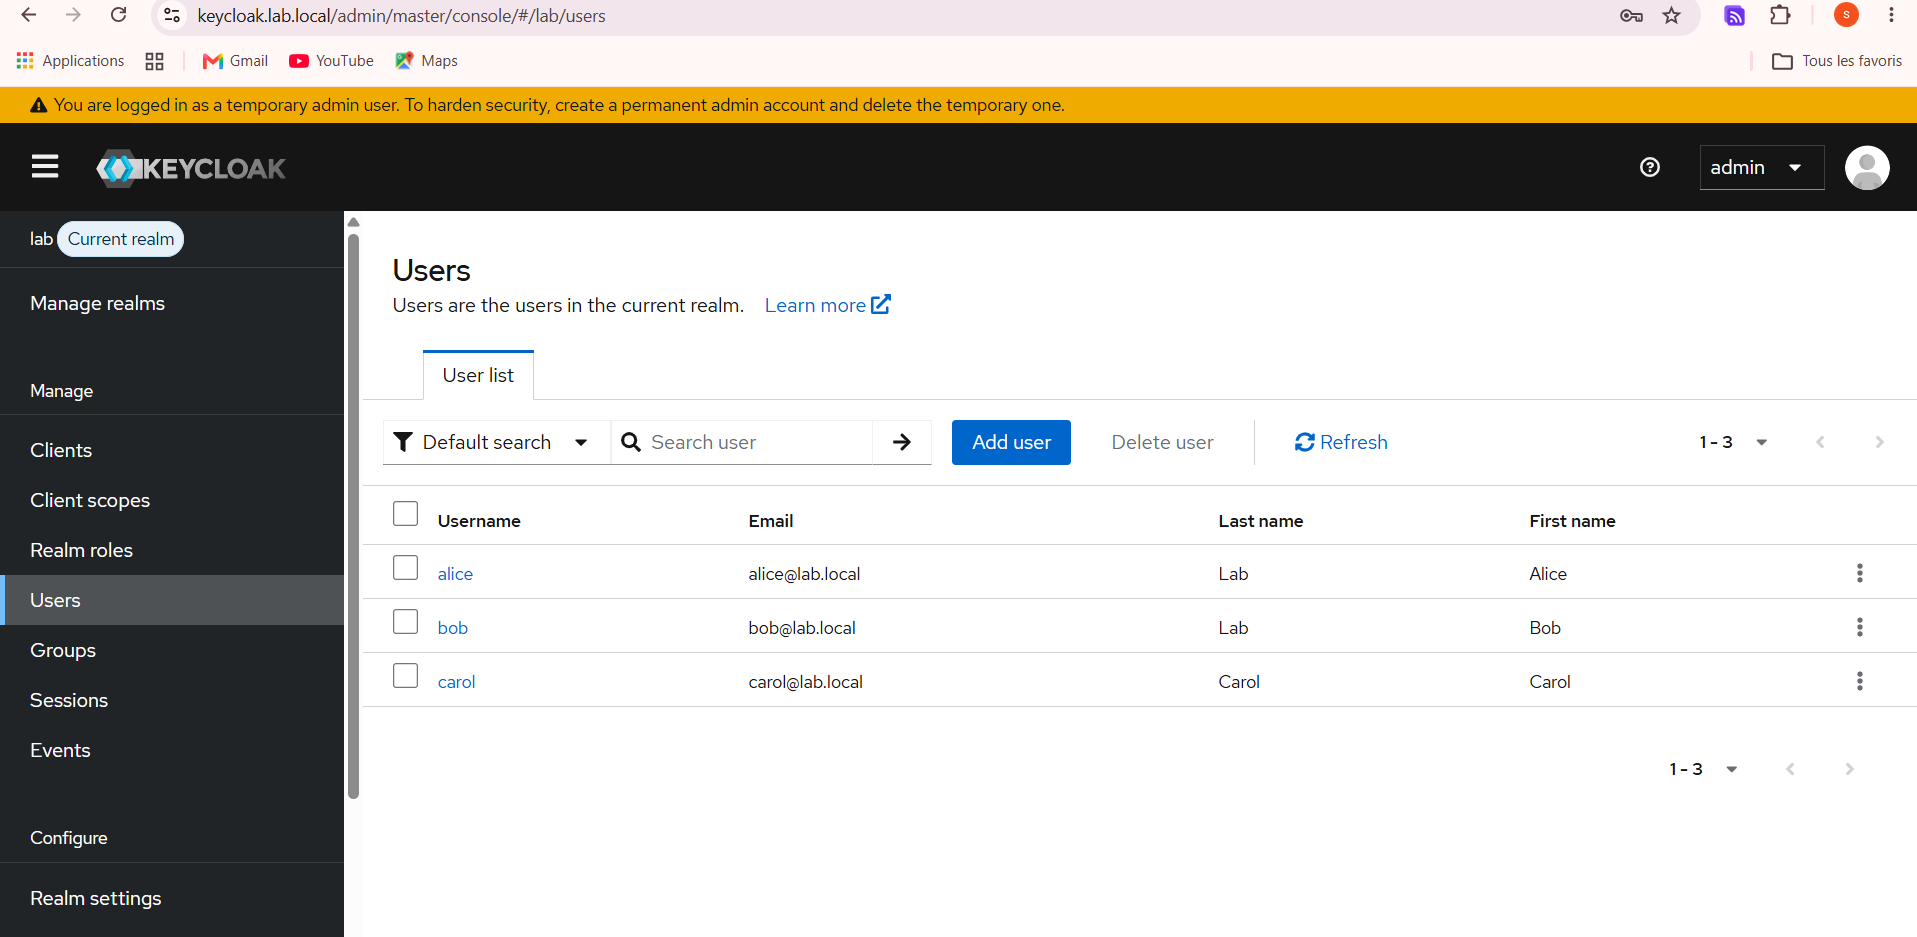 keycloak.lab.local/admin/master/console/#/lab/users
S
Applications
Gmail
YouTube
Maps
Tous les favoris
You are logged in as a temporary admin user. To harden security, create a permanent admin account and delete the temporary one.
KEYCLOAK
admin
lab Current realm
Manage realms
Manage
Clients
Client scopes
Realm roles
Users
Groups
Sessions
Events
Configure
Realm settings
Users
Users are the users in the current realm. Learn more
User list
Default search Search user Add user Delete user Refresh 1 - 3
Username Email Last name First name
alice alice@lab.local Lab Alice
bob bob@lab.local Lab Bob
carol carol@lab.local Carol Carol
1 - 3